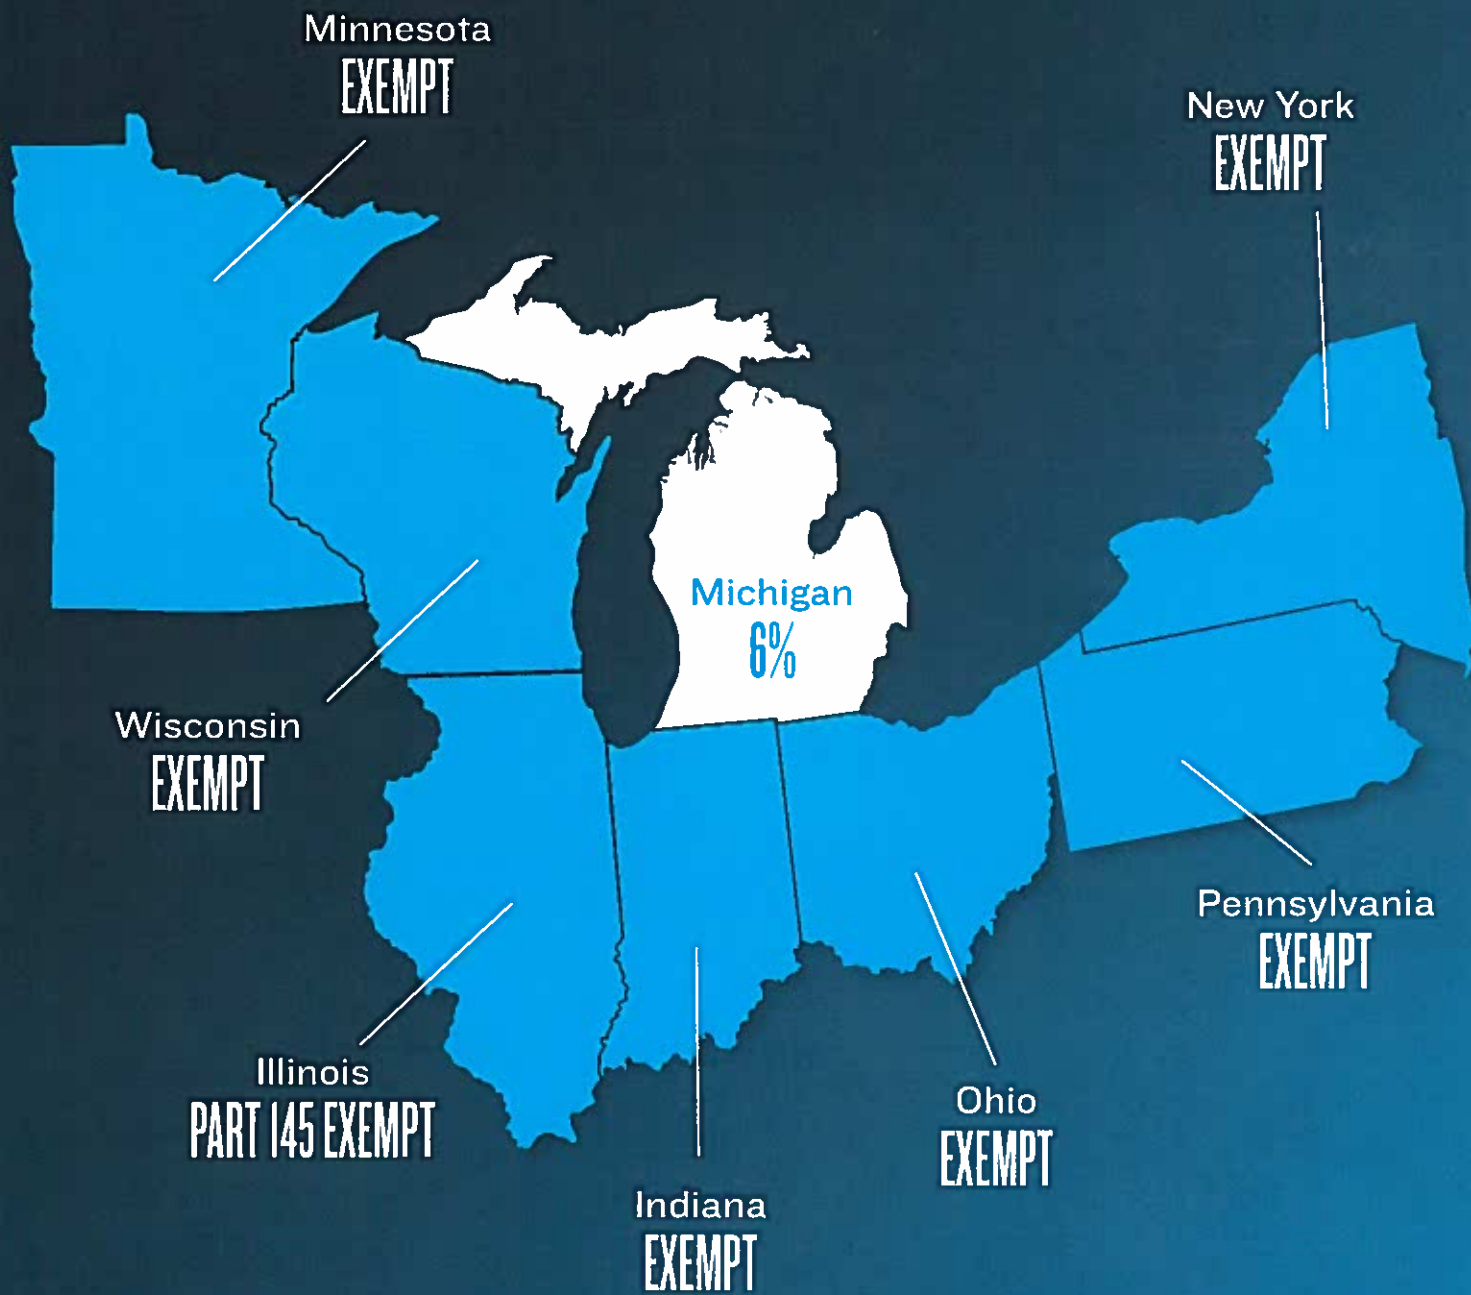 Minnesota
EXEMPT
New York
EXEMPT
Michigan
6%
Wisconsin
EXEMPT
Pennsylvania
EXEMPT
Illinois
PART 145 EXEMPT
Ohio
EXEMPT
Indiana
EXEMPT